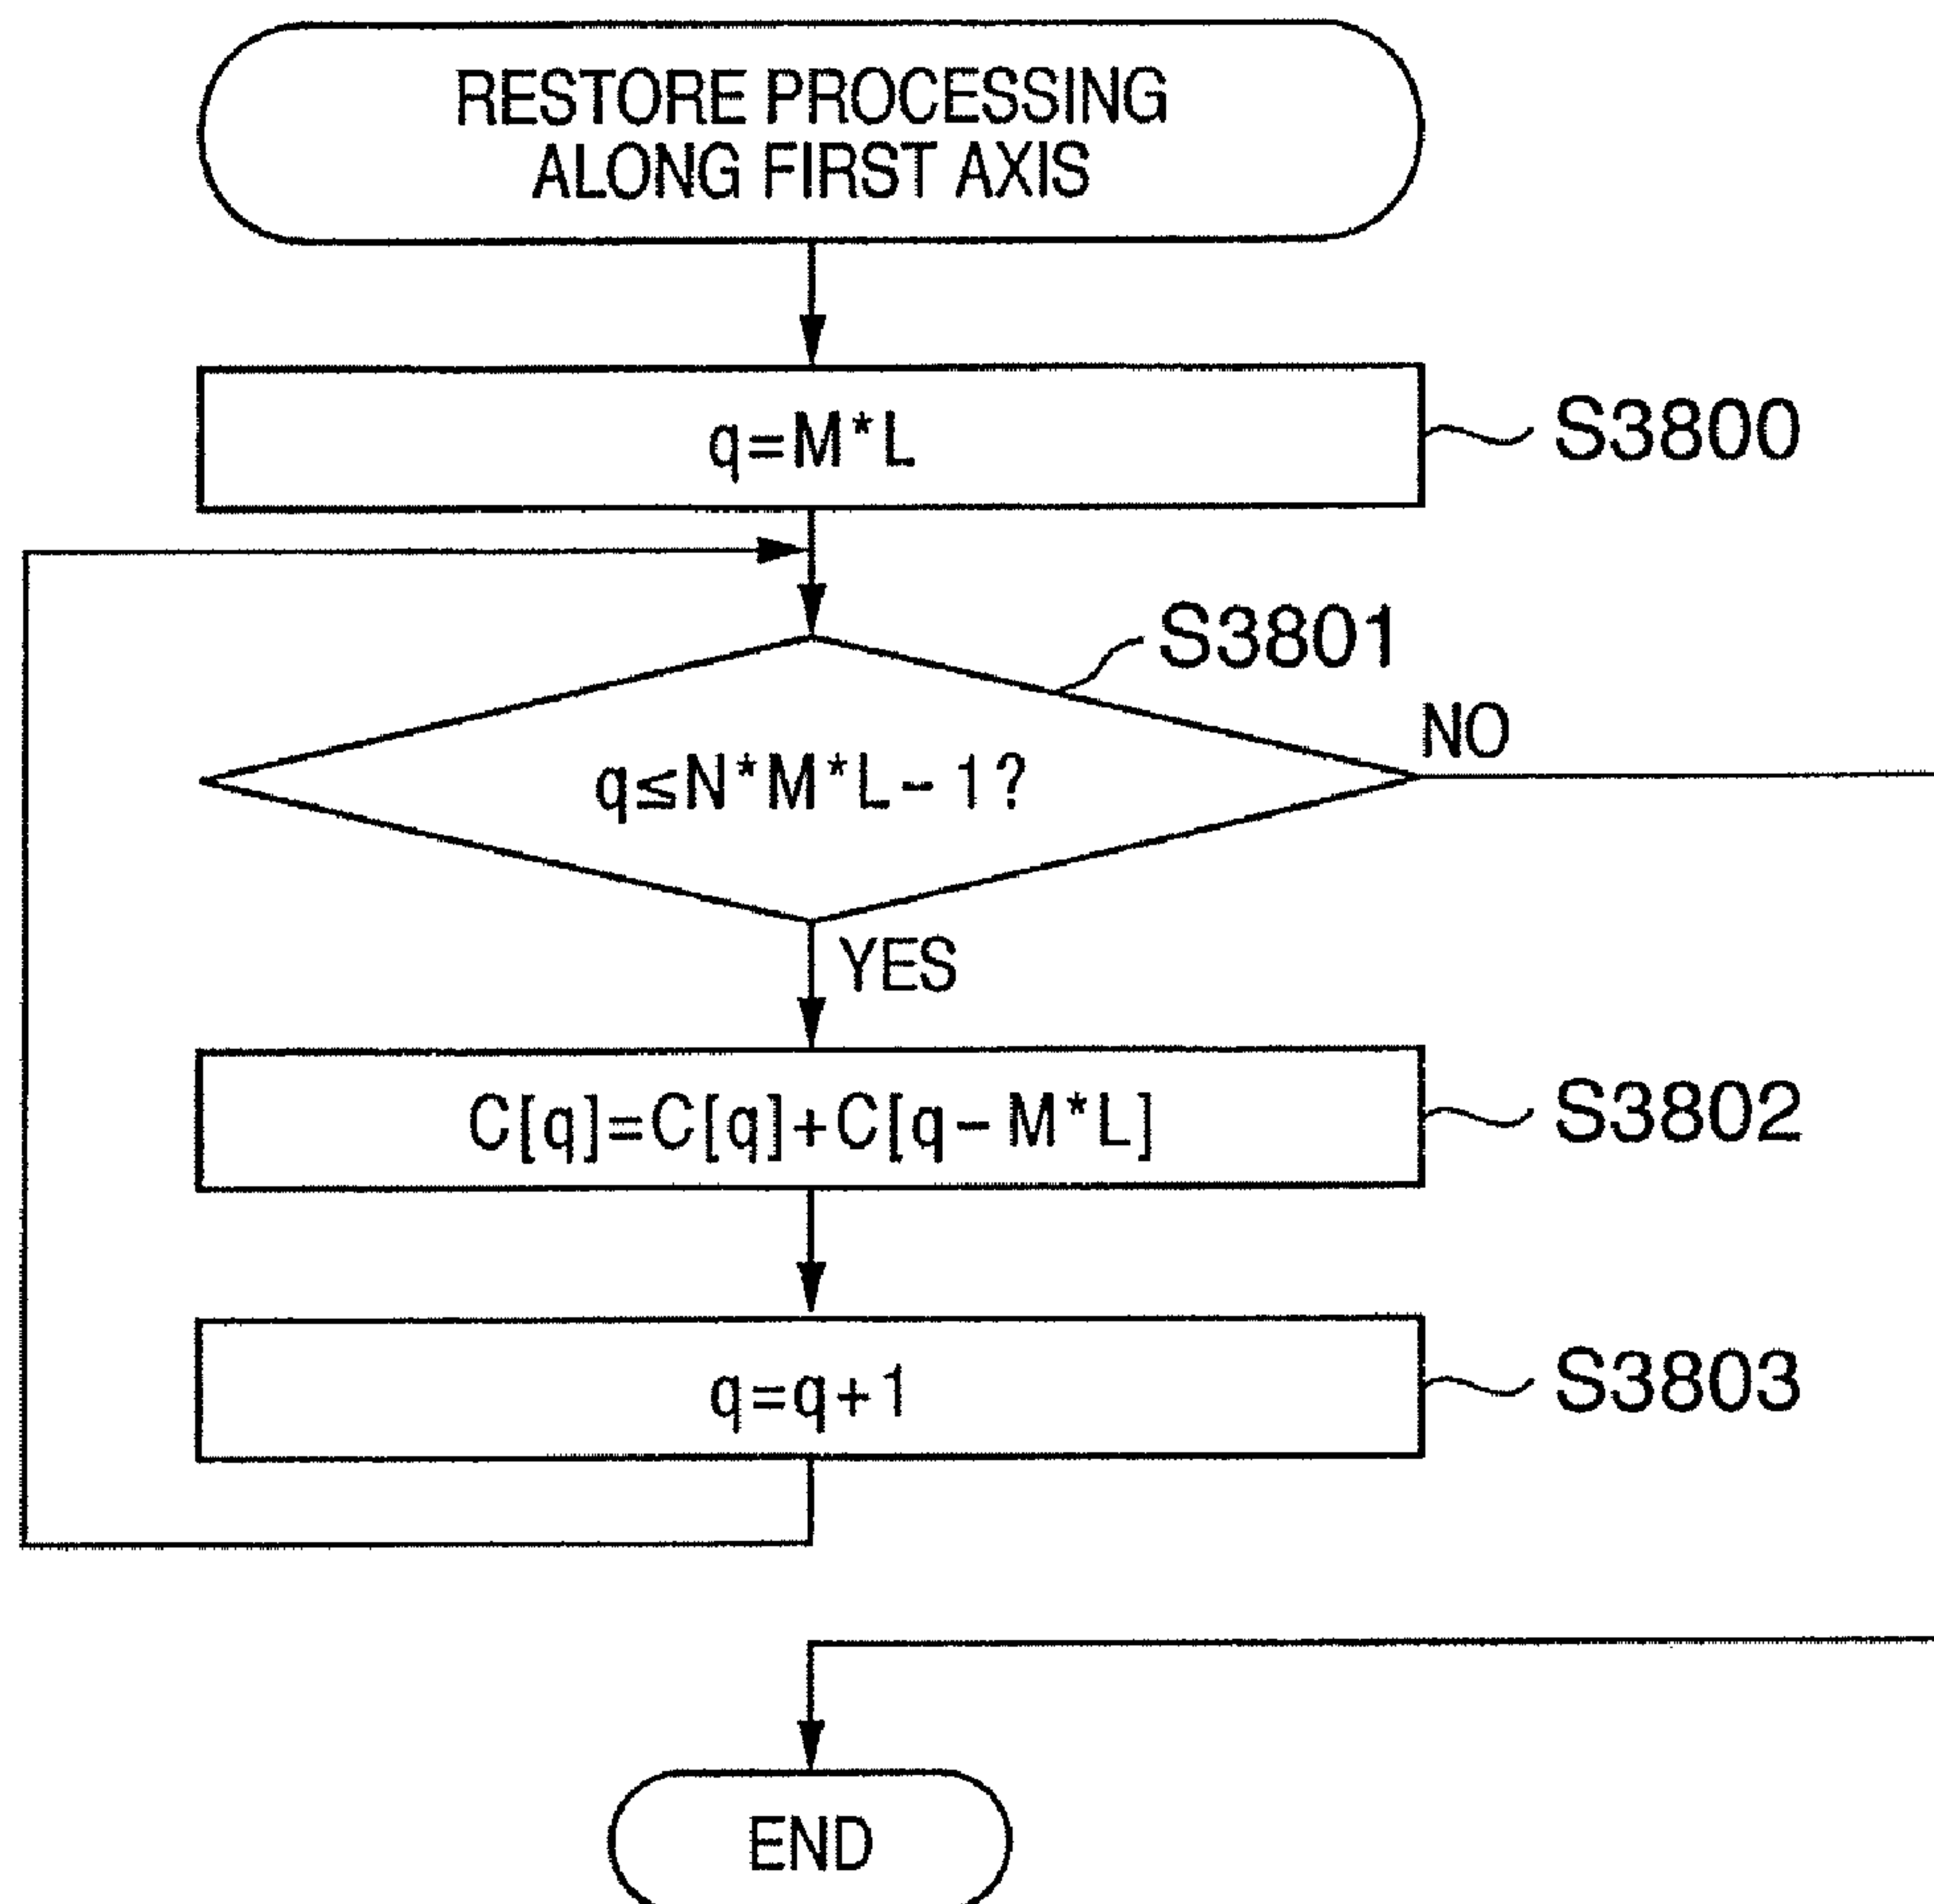 RESTORE PROCESSING
ALONG FIRST AXIS
q=M*L
S3800
S3801
q≤N*M*L-1?
NO
YES
C[q]=C[q]+C[q-M*L]
S3802
q=q+1
S3803
END